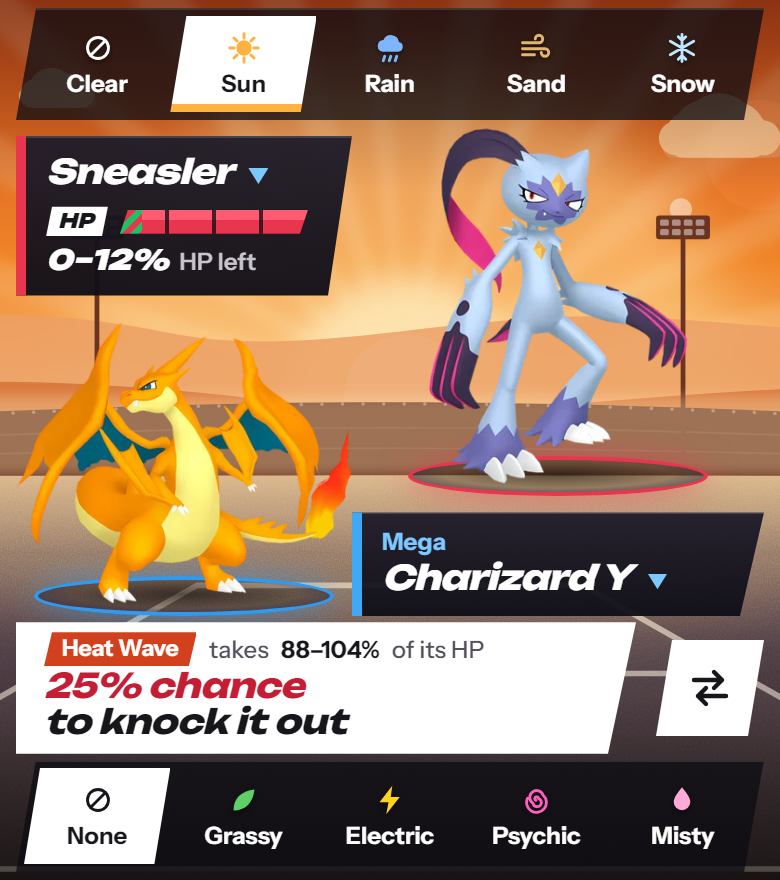 Clear
Sun
Rain
Sand
Snow
Sneasler
HP
0–12% HP left
Mega
Charizard Y
Heat Wave takes 88–104% of its HP
25% chance
to knock it out
None
Grassy
Electric
Psychic
Misty